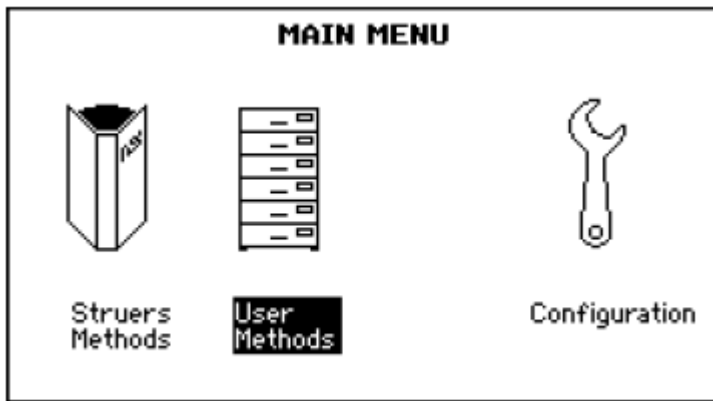 MAIN MENU
Struers
Methods
User
Methods
Configuration